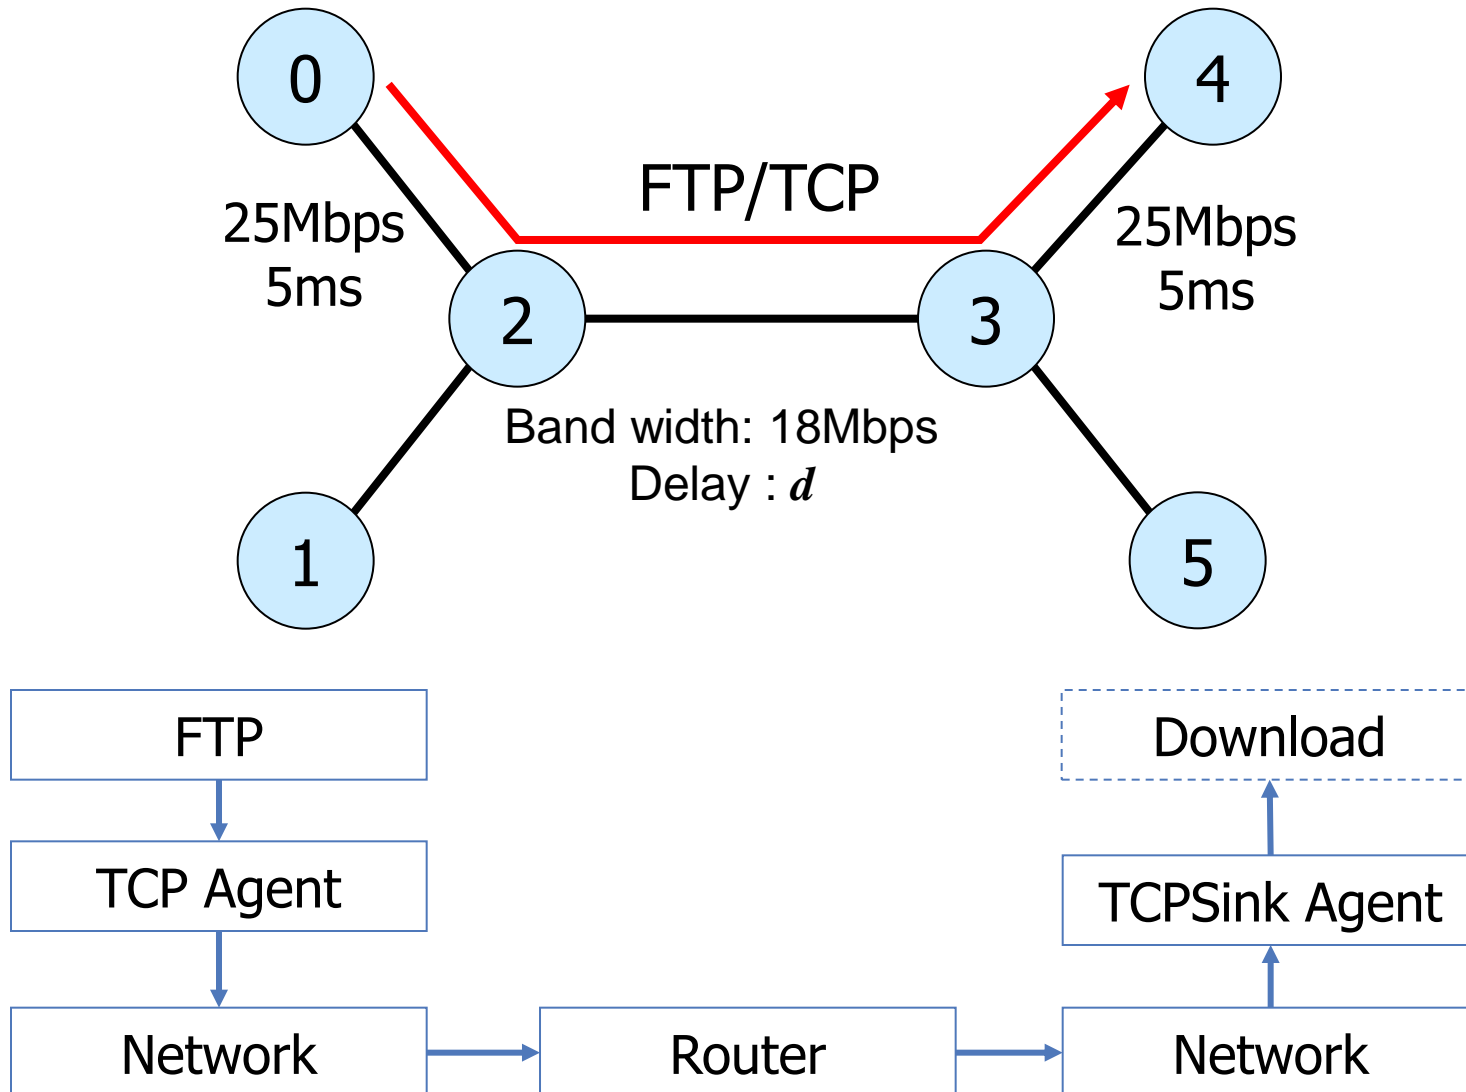 0
4
FTP/TCP
25Mbps
5ms
25Mbps
5ms
2
3
Band width: 18Mbps
Delay : d
1
5
FTP
Download
TCP Agent
TCPSink Agent
Network
Router
Network